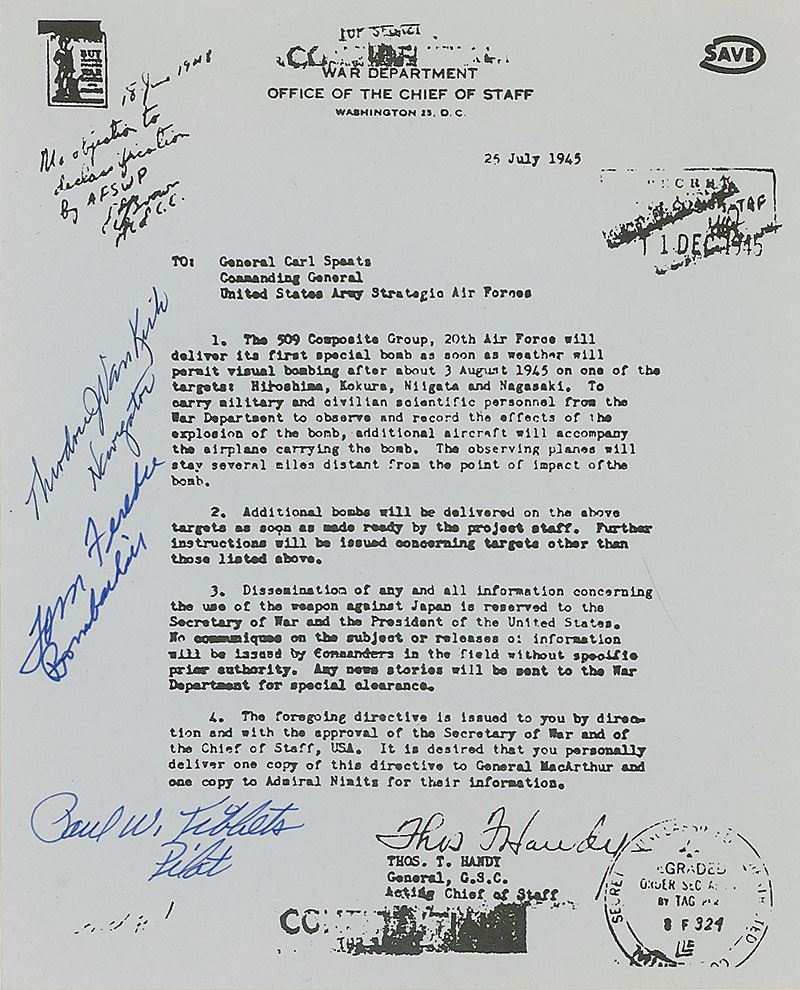 BUY
WAR
TOP SECRET
WAR DEPARTMENT
OFFICE OF THE CHIEF OF STAFF
WASHINGTON 25, D.C.
SAVE
18 June 1948
No objection to
declassification
by AFSWP
25 July 1945
SECRET
11 DEC 1945
TO: General Carl Spaats
Commanding General
United States Army Strategic Air Forces
1. The 509 Composite Group, 20th Air Force will
deliver its first special bomb as soon as weather will
permit visual bombing after about 3 August 1945 on one of the
targets: Hiroshima, Kokura, Niigata and Nagasaki. To
carry military and civilian scientific personnel from the
War Department to observe and record the effects of the
explosion of the bomb, additional aircraft will accompany
the airplane carrying the bomb. The observing planes will
stay several miles distant from the point of impact of the
bomb.
2. Additional bombs will be delivered on the above
targets as soon as made ready by the project staff. Further
instructions will be issued concerning targets other than
those listed above.
3. Dissemination of any and all information concerning
the use of the weapon against Japan is reserved to the
Secretary of War and the President of the United States.
No communiques on the subject or releases of information
will be issued by Commanders in the field without specific
prior authority. Any news stories will be sent to the War
Department for special clearance.
4. The foregoing directive is issued to you by direc-
tion and with the approval of the Secretary of War and of
the Chief of Staff, USA. It is desired that you personally
deliver one copy of this directive to General MacArthur and
one copy to Admiral Nimits for their information.
Theodore J Van Kirk
Navigator
Tom Ferebee
Bombardier
Paul W. Tibbets
Pilot
Thos T Handy
THOS. T. HANDY
General, G.S.C.
Acting Chief of Staff
SECRET
GRADED
ORDER SEC
BY TAG
8 F 324